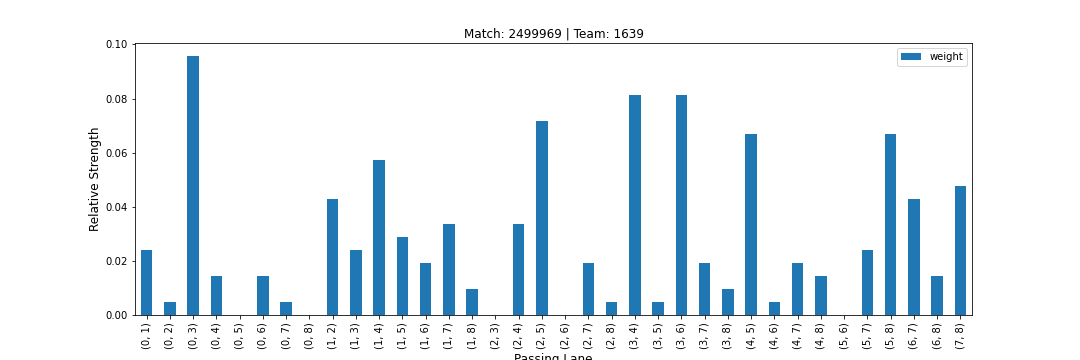 Match: 2499969 | Team: 1639
weight
Relative Strength
0.10
0.08
0.06
0.04
0.02
0.00
(0, 1) (0, 2) (0, 3) (0, 4) (0, 5) (0, 6) (0, 7) (0, 8) (1, 2) (1, 3) (1, 4) (1, 5) (1, 6) (1, 7) (1, 8) (2, 3) (2, 4) (2, 5) (2, 6) (2, 7) (2, 8) (3, 4) (3, 5) (3, 6) (3, 7) (3, 8) (4, 5) (4, 6) (4, 7) (4, 8) (5, 6) (5, 7) (5, 8) (6, 7) (6, 8) (7, 8)
Passing Lane